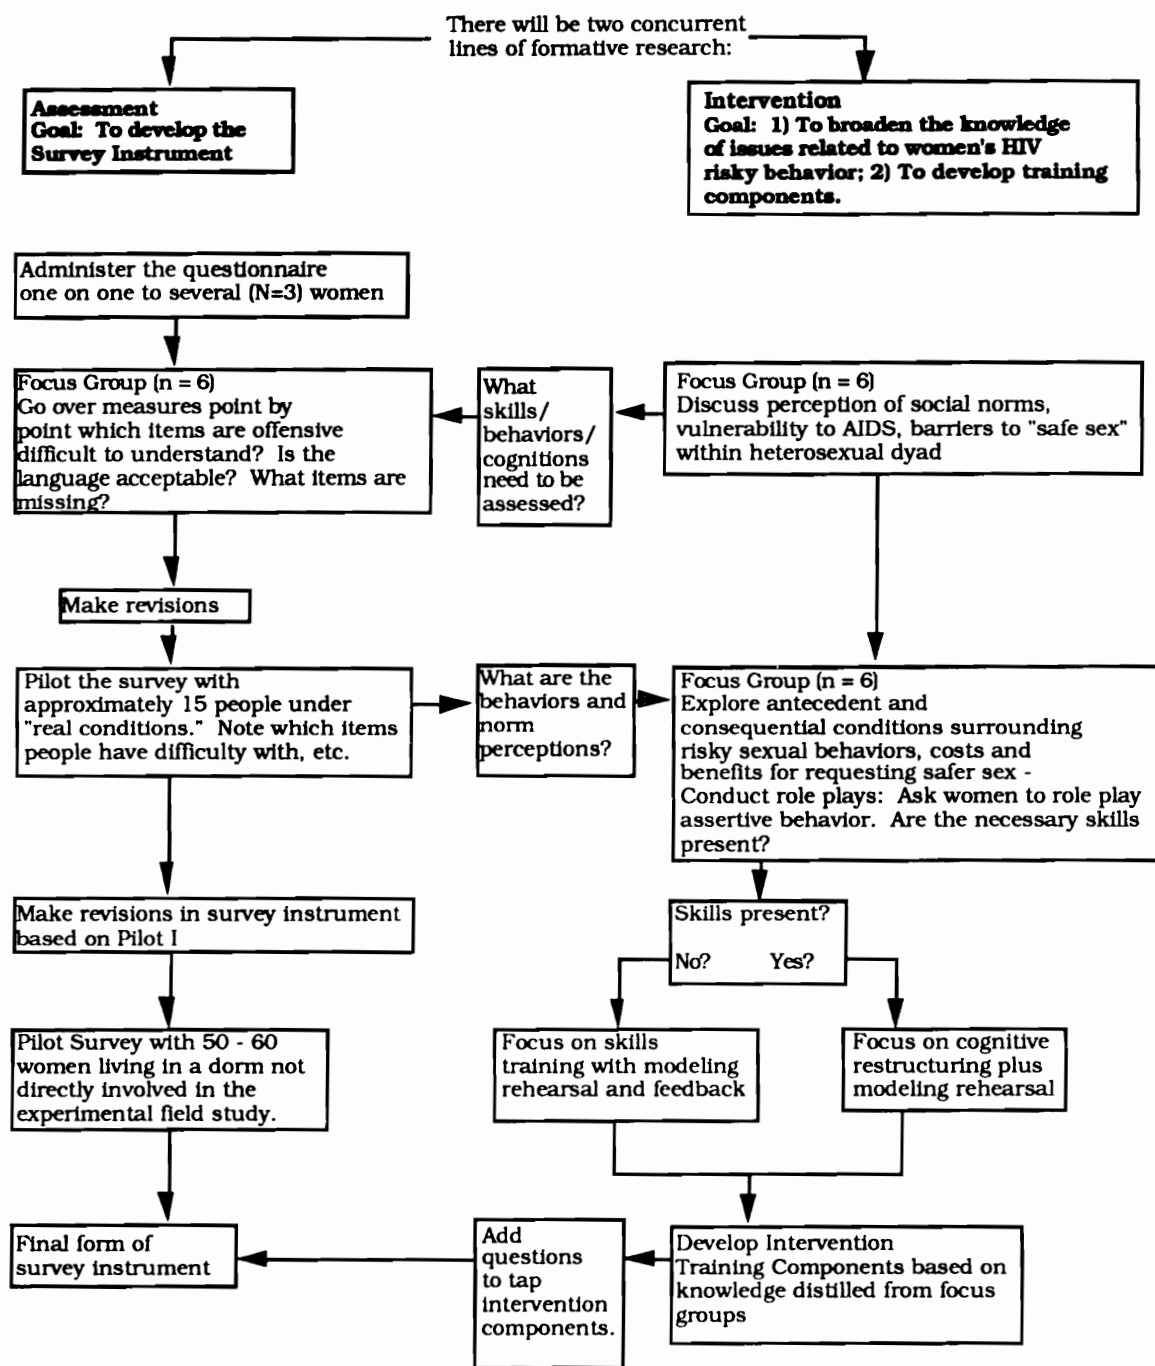 There will be two concurrent
lines of formative research:
Assessment
Goal: To develop the
Survey Instrument
Intervention
Goal: 1) To broaden the knowledge
of issues related to women's HIV
risky behavior; 2) To develop training
components.
Administer the questionnaire
one on one to several (N=3) women
Focus Group (n = 6)
Go over measures point by
point which items are offensive
difficult to understand? Is the
language acceptable? What items are
missing?
What
skills/
behaviors/
cognitions
need to be
assessed?
Focus Group (n = 6)
Discuss perception of social norms,
vulnerability to AIDS, barriers to "safe sex"
within heterosexual dyad
Make revisions
Pilot the survey with
approximately 15 people under
"real conditions." Note which items
people have difficulty with, etc.
What are the
behaviors and
norm
perceptions?
Focus Group (n = 6)
Explore antecedent and
consequential conditions surrounding
risky sexual behaviors, costs and
benefits for requesting safer sex -
Conduct role plays: Ask women to role play
assertive behavior. Are the necessary skills
present?
Make revisions in survey instrument
based on Pilot I
Skills present?
No? Yes?
Pilot Survey with 50 - 60
women living in a dorm not
directly involved in the
experimental field study.
Focus on skills
training with modeling
rehearsal and feedback
Focus on cognitive
restructuring plus
modeling rehearsal
Final form of
survey instrument
Add
questions
to tap
intervention
components.
Develop Intervention
Training Components based on
knowledge distilled from focus
groups